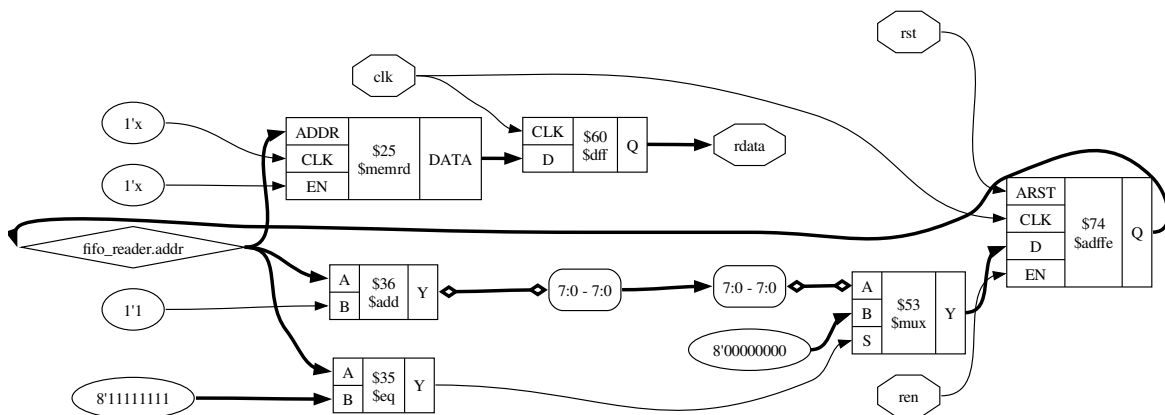 rst
clk
1'x
ADDR
CLK
EN
$25
$memrd
DATA
CLK
D
$60
$dff
Q
rdata
1'x
ARST
CLK
D
EN
$74
$adffe
Q
fifo_reader.addr
A
B
$36
$add
Y
7:0 - 7:0
7:0 - 7:0
A
B
S
$53
$mux
Y
1'1
8'00000000
A
B
$35
$eq
Y
8'11111111
ren